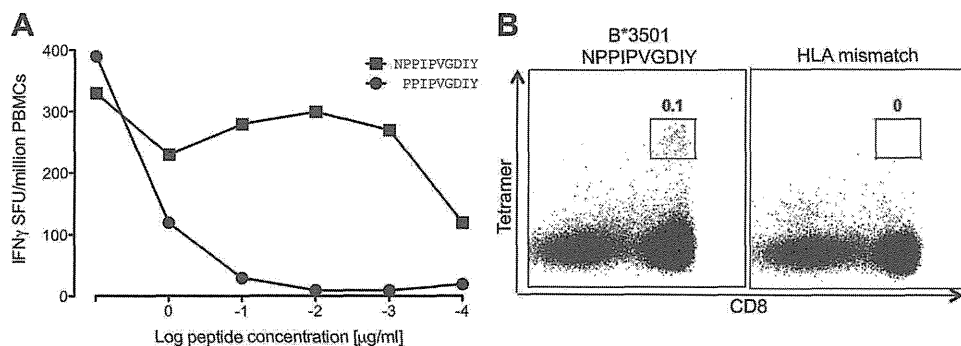 A
IFNγ SFU/million PBMCs
400
300
200
100
0
NPPIPVGDIY
PPIPVGDIY
0
-1
-2
-3
-4
Log peptide concentration [µg/ml]
B
B*3501
NPPIPVGDIY
HLA mismatch
0.1
0
Tetramer
CD8